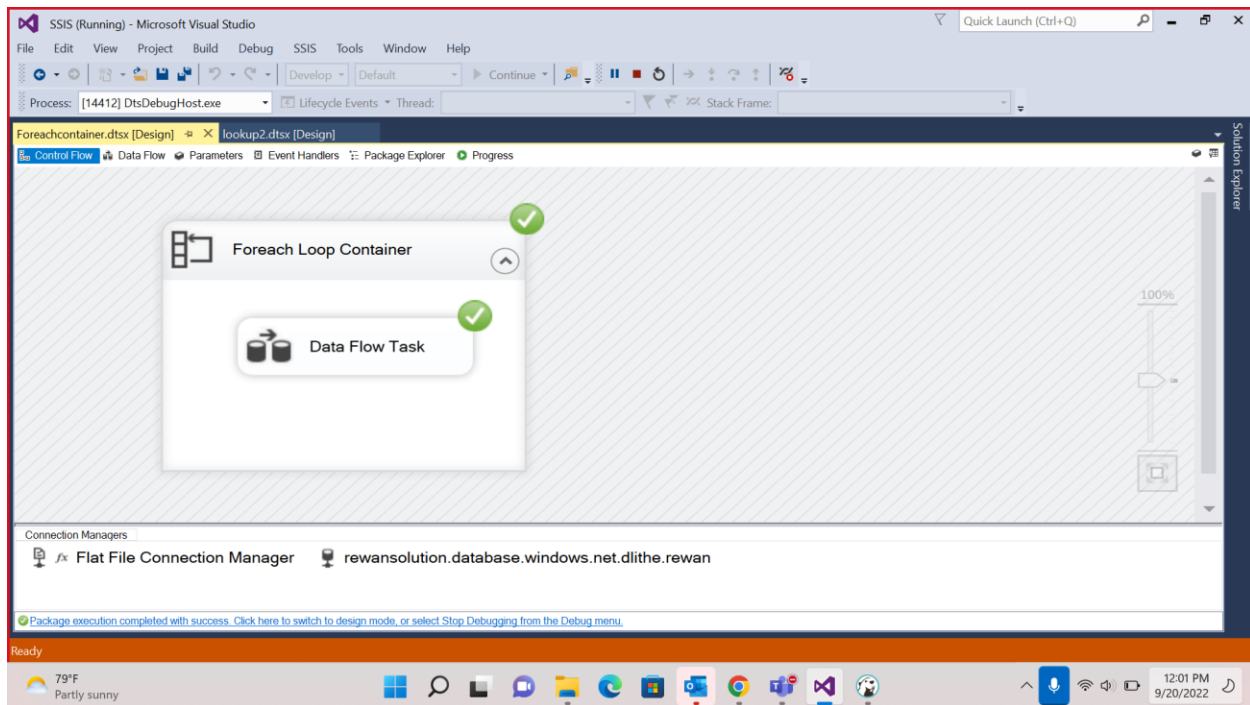 SSIS (Running) - Microsoft Visual Studio
Quick Launch (Ctrl+Q)
File Edit View Project Build Debug SSIS Tools Window Help
Develop Default Continue
Process: [14412] DtsDebugHost.exe Lifecycle Events Thread: Stack Frame:
Foreachcontainer.dtsx [Design] lookup2.dtsx [Design]
Solution Explorer
Control Flow Data Flow Parameters Event Handlers Package Explorer Progress
Foreach Loop Container
100%
Data Flow Task
Connection Managers
fx Flat File Connection Manager rewansolution.database.windows.net.dlithe.rewan
Package execution completed with success. Click here to switch to design mode, or select Stop Debugging from the Debug menu.
Ready
79°F
Partly sunny
12:01 PM
9/20/2022